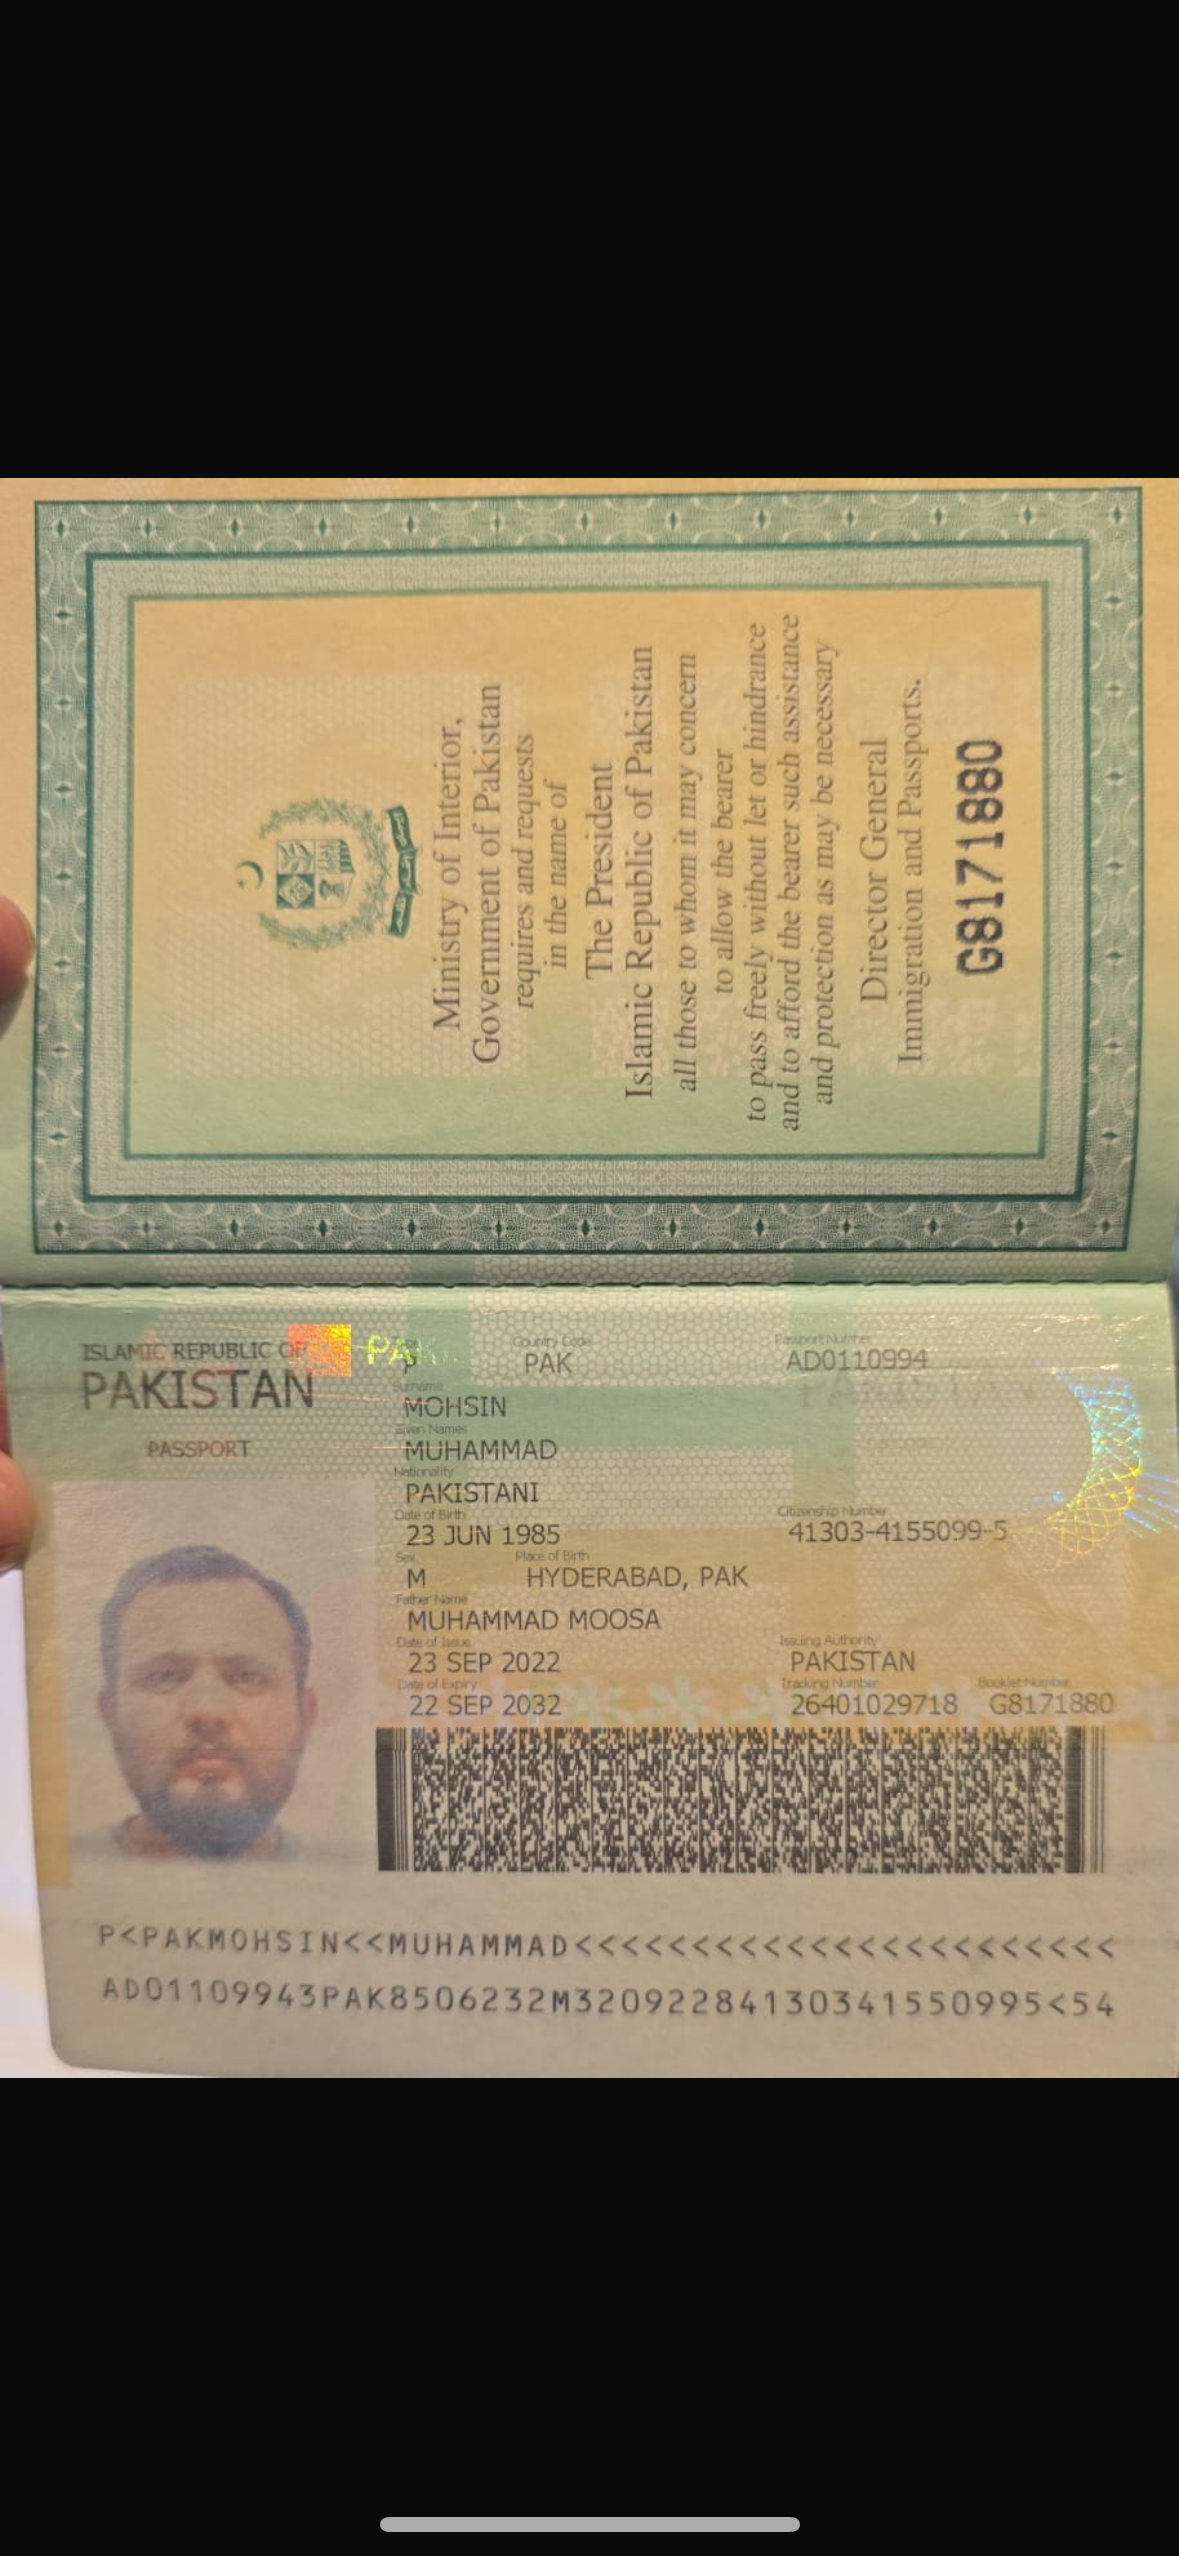 Ministry of Interior,
Government of Pakistan
requires and requests
in the name of
The President
Islamic Republic of Pakistan
all those to whom it may concern
to allow the bearer
to pass freely without let or hindrance
and to afford the bearer such assistance
and protection as may be necessary
Director General
Immigration and Passports.
G8171880
ISLAMIC REPUBLIC OF
PAKISTAN
PASSPORT
PAK
P
Country Code
PAK
Passport Number
AD0110994
Surname
MOHSIN
Given Names
MUHAMMAD
Nationality
PAKISTANI
Date of Birth
23 JUN 1985
Citizenship Number
41303-4155099-5
Sex
M
Place of Birth
HYDERABAD, PAK
Father Name
MUHAMMAD MOOSA
Date of Issue
23 SEP 2022
Issuing Authority
PAKISTAN
Date of Expiry
22 SEP 2032
Tracking Number
26401029718
Booklet Number
G8171880
P<PAKMOHSIN<<MUHAMMAD<<<<<<<<<<<<<<<<<<<<<<<
AD01109943PAK8506232M32092284130341550995<54